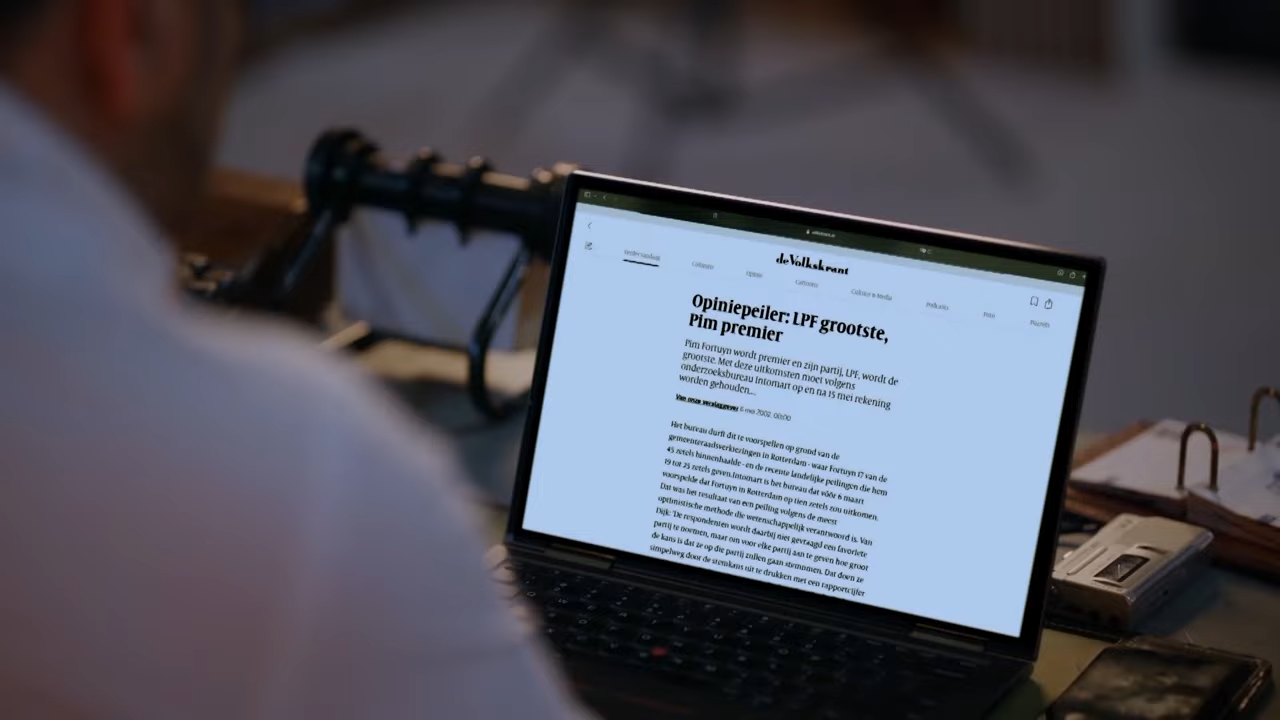 de Volkskrant
Columns
Opinie
Cartoons
Cultuur & Media
Podcasts
Foto
Puzzels
Opiniepeiler: LPF grootste,
Pim premier
Pim Fortuyn wordt premier en zijn partij, LPF, wordt de
grootste. Met deze uitkomsten moet volgens
onderzoeksbureau Intomart op en na 15 mei rekening
worden gehouden...
Van onze verslaggever 6 mei 2002, 00:00
Het bureau durft dit te voorspellen op grond van de
gemeenteraadsverkiezingen in Rotterdam - waar Fortuyn 17 van de
45 zetels binnenhaalde - en de recente landelijke peilingen die hem
19 tot 25 zetels geven.Intomart is het bureau dat vóór 6 maart
voorspelde dat Fortuyn in Rotterdam op tien zetels zou uitkomen.
Dat was het resultaat van een peiling volgens de meest
optimistische methode die wetenschappelijk verantwoord is. Van
Dijk: 'De respondenten wordt daarbij niet gevraagd een favoriete
partij te noemen, maar om voor elke partij aan te geven hoe groot
de kans is dat ze op die partij zullen gaan stemmen. Dat doen ze
simpelweg door de stemkans uit te drukken met een rapportcijfer